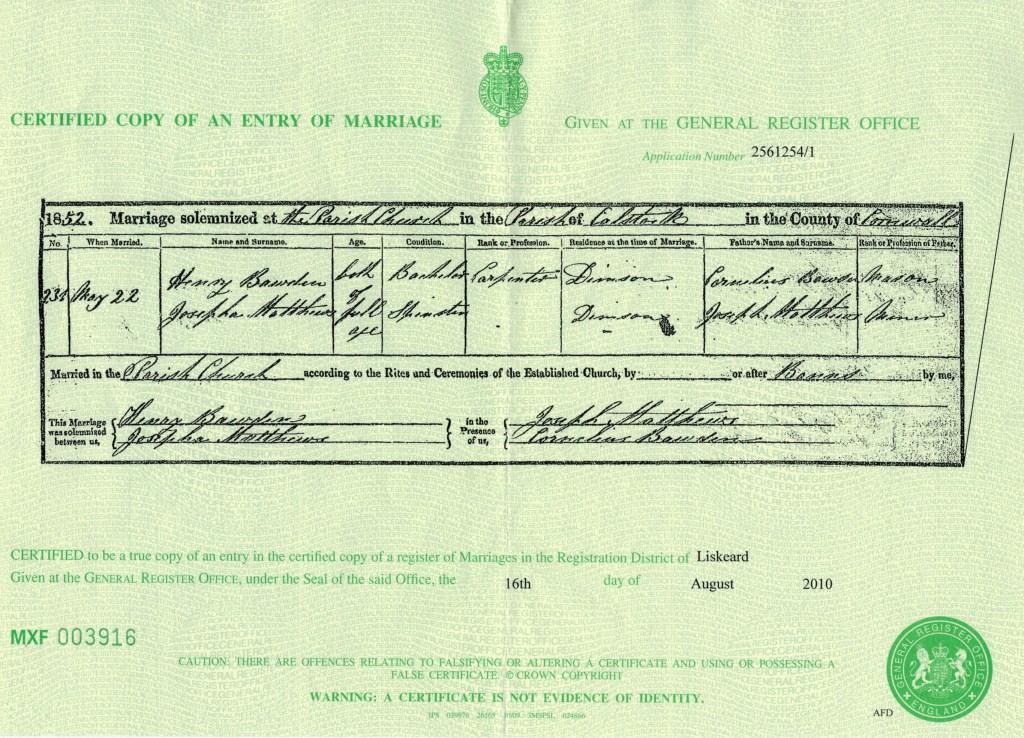 CERTIFIED COPY OF AN ENTRY OF MARRIAGE
GIVEN AT THE GENERAL REGISTER OFFICE
Application Number 2561254/1
1852. Marriage solemnized at the Parish Church in the Parish of Calstock in the County of Cornwall
No. When Married. Name and Surname. Age. Condition. Rank or Profession. Residence at the time of Marriage. Father's Name and Surname. Rank or Profession of Father.
May 22 Henry Bawden both Bachelor Carpenter Dimson Cornelius Bawden Mason
Josepha Matthews of full age Spinster Dimson Joseph Matthews Miner
Married in the Parish Church according to the Rites and Ceremonies of the Established Church, by or after Banns by me,
This Marriage was solemnized between us, Henry Bawden Josepha Matthews in the Presence of us, Joseph Matthews Cornelius Bawden
CERTIFIED to be a true copy of an entry in the certified copy of a register of Marriages in the Registration District of Liskeard
Given at the GENERAL REGISTER OFFICE, under the Seal of the said Office, the 16th day of August 2010
MXF 003916
CAUTION: THERE ARE OFFENCES RELATING TO FALSIFYING OR ALTERING A CERTIFICATE AND USING OR POSSESSING A
FALSE CERTIFICATE. © CROWN COPYRIGHT
WARNING: A CERTIFICATE IS NOT EVIDENCE OF IDENTITY.
GENERAL REGISTER OFFICE
ENGLAND
AFD